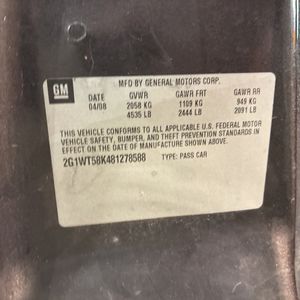 GM
MFD BY GENERAL MOTORS CORP.
DATE GVWR GAWR FRT GAWR RR
04/08 2058 KG 1109 KG 949 KG
4535 LB 2444 LB 2091 LB
THIS VEHICLE CONFORMS TO ALL APPLICABLE U.S. FEDERAL MOTOR
VEHICLE SAFETY, BUMPER, AND THEFT PREVENTION STANDARDS
IN EFFECT ON THE DATE OF MANUFACTURE SHOWN ABOVE.
2G1WT58K481278588 TYPE: PASS CAR